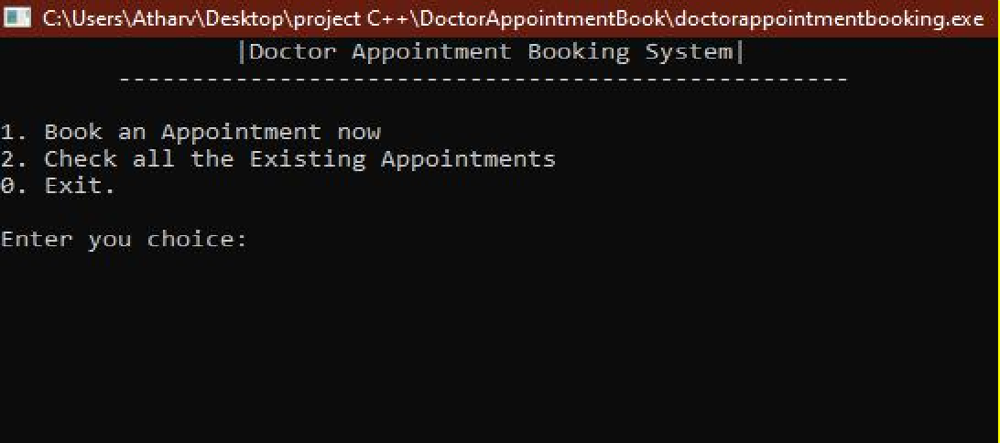 C:\Users\Atharv\Desktop\project C++\DoctorAppointmentBook\doctorappointmentbooking.exe
|Doctor Appointment Booking System|
--------------------------------------------------
1. Book an Appointment now
2. Check all the Existing Appointments
0. Exit.
Enter you choice: